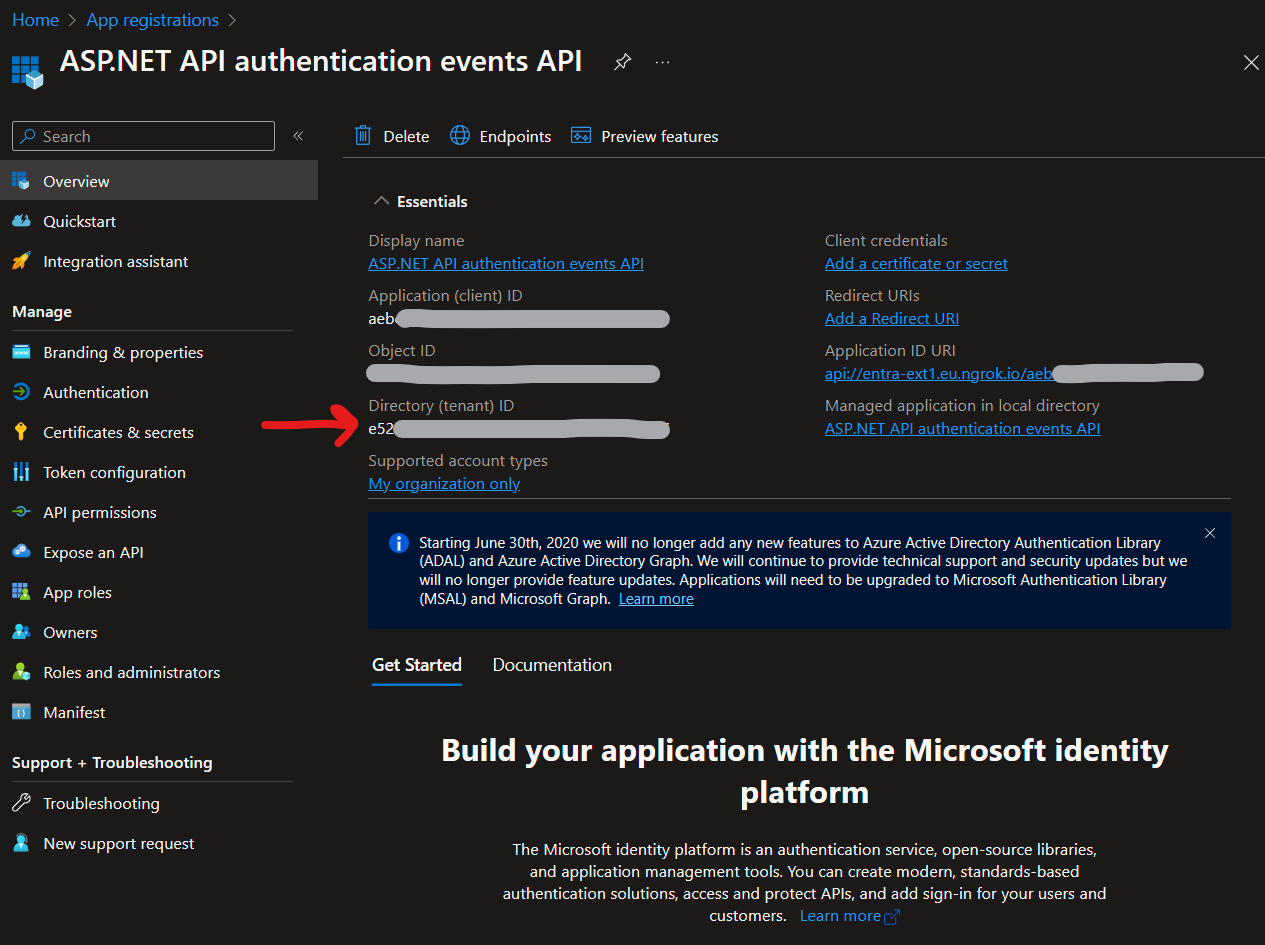 Home > App registrations >
ASP.NET API authentication events API
Search
Delete
Endpoints
Preview features
Overview
Quickstart
Integration assistant
Manage
Branding & properties
Authentication
Certificates & secrets
Token configuration
API permissions
Expose an API
App roles
Owners
Roles and administrators
Manifest
Support + Troubleshooting
Troubleshooting
New support request
Essentials
Display name
ASP.NET API authentication events API
Application (client) ID
aeb
Object ID
Directory (tenant) ID
e52
Supported account types
My organization only
Client credentials
Add a certificate or secret
Redirect URIs
Add a Redirect URI
Application ID URI
api://entra-ext1.eu.ngrok.io/aeb
Managed application in local directory
ASP.NET API authentication events API
Starting June 30th, 2020 we will no longer add any new features to Azure Active Directory Authentication Library
(ADAL) and Azure Active Directory Graph. We will continue to provide technical support and security updates but we
will no longer provide feature updates. Applications will need to be upgraded to Microsoft Authentication Library
(MSAL) and Microsoft Graph. Learn more
Get Started
Documentation
Build your application with the Microsoft identity
platform
The Microsoft identity platform is an authentication service, open-source libraries,
and application management tools. You can create modern, standards-based
authentication solutions, access and protect APIs, and add sign-in for your users and
customers. Learn more